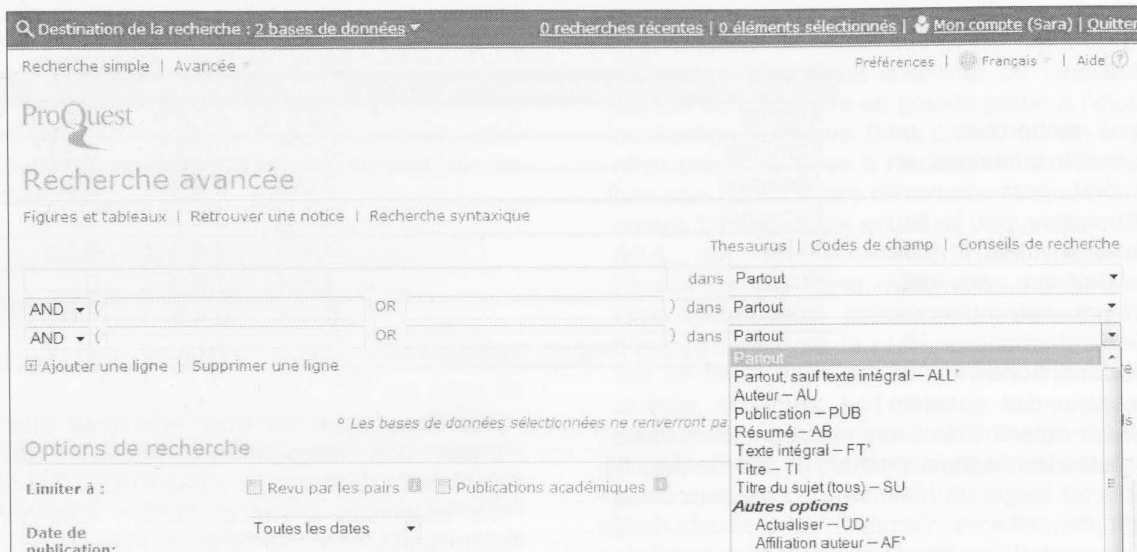 Destination de la recherche : 2 bases de données 0 recherches récentes | 0 éléments sélectionnés | Mon compte (Sara) | Quitter
Recherche simple | Avancée Préférences | Français | Aide ?
ProQuest
Recherche avancée
Figures et tableaux | Retrouver une notice | Recherche syntaxique
Thesaurus | Codes de champ | Conseils de recherche
dans Partout
AND ( OR ) dans Partout
AND ( OR ) dans Partout
Ajouter une ligne | Supprimer une ligne
Partout
Partout, sauf texte intégral – ALL°
Auteur – AU
Publication – PUB
° Les bases de données sélectionnées ne renverront pa
Résumé – AB
Texte intégral – FT°
Titre – TI
Titre du sujet (tous) – SU
Autres options
Actualiser – UD°
Affiliation auteur – AF°
Options de recherche
Limiter à : Revu par les pairs Publications académiques
Date de publication: Toutes les dates